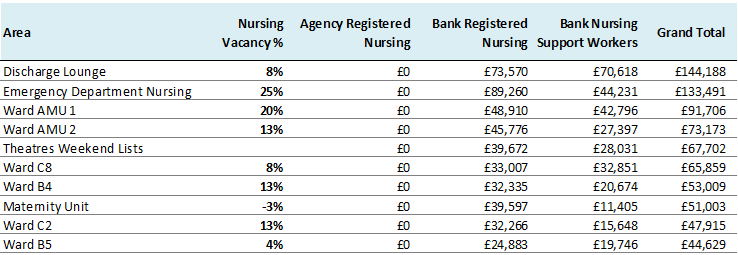 Area Nursing Vacancy % Agency Registered Nursing Bank Registered Nursing Bank Nursing Support Workers Grand Total
Discharge Lounge 8% £0 £73,570 £70,618 £144,188
Emergency Department Nursing 25% £0 £89,260 £44,231 £133,491
Ward AMU 1 20% £0 £48,910 £42,796 £91,706
Ward AMU 2 13% £0 £45,776 £27,397 £73,173
Theatres Weekend Lists £0 £39,672 £28,031 £67,702
Ward C8 8% £0 £33,007 £32,851 £65,859
Ward B4 13% £0 £32,335 £20,674 £53,009
Maternity Unit -3% £0 £39,597 £11,405 £51,003
Ward C2 13% £0 £32,266 £15,648 £47,915
Ward B5 4% £0 £24,883 £19,746 £44,629